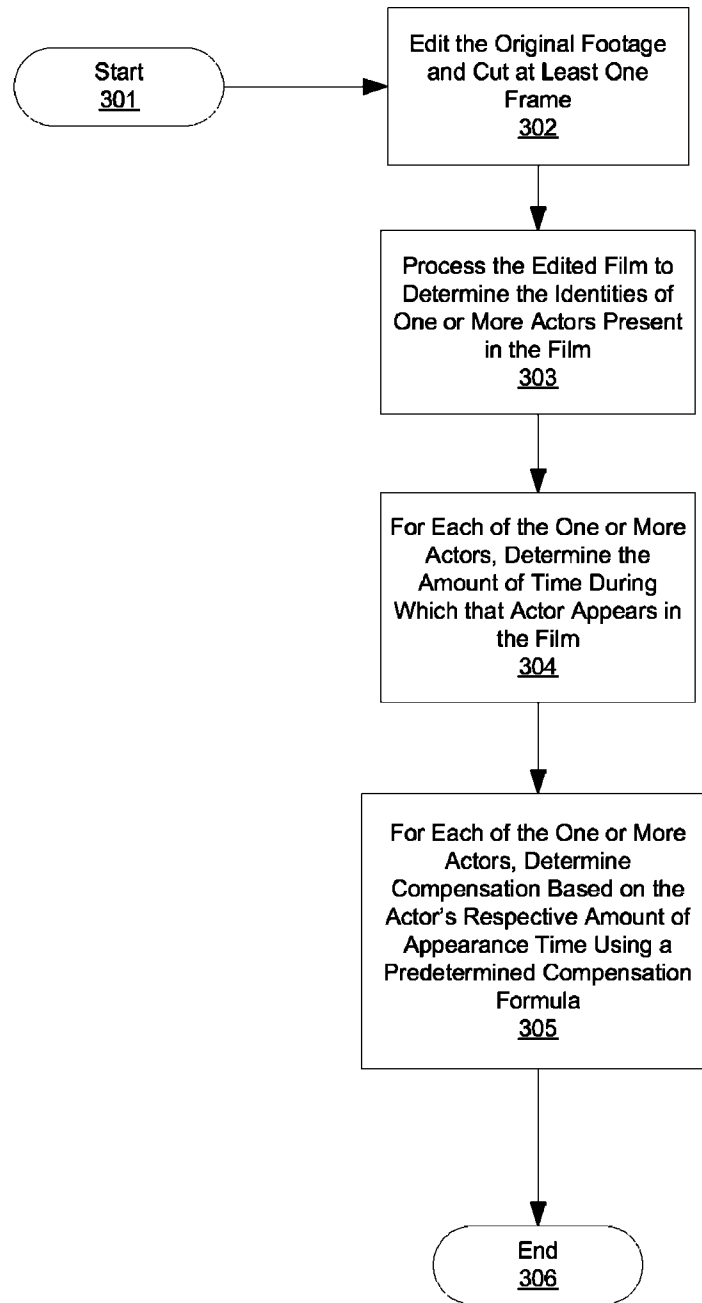 Start
301
Edit the Original Footage
and Cut at Least One
Frame
302
Process the Edited Film to
Determine the Identities of
One or More Actors Present
in the Film
303
For Each of the One or More
Actors, Determine the
Amount of Time During
Which that Actor Appears in
the Film
304
For Each of the One or More
Actors, Determine
Compensation Based on the
Actor's Respective Amount of
Appearance Time Using a
Predetermined Compensation
Formula
305
End
306